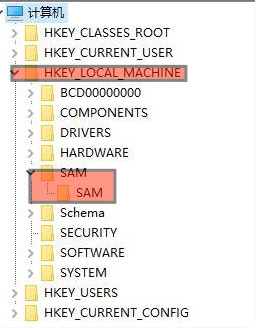 计算机
HKEY_CLASSES_ROOT
HKEY_CURRENT_USER
HKEY_LOCAL_MACHINE
BCD00000000
COMPONENTS
DRIVERS
HARDWARE
SAM
SAM
Schema
SECURITY
SOFTWARE
SYSTEM
HKEY_USERS
HKEY_CURRENT_CONFIG